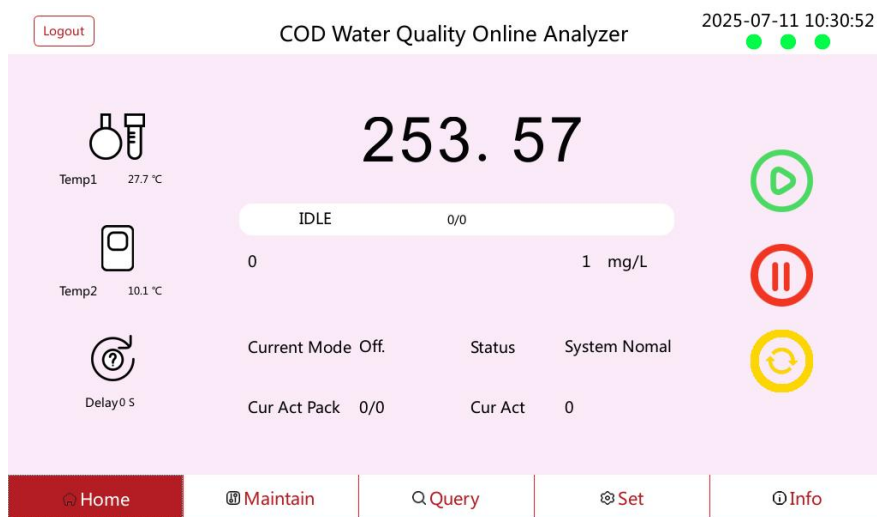 Logout
COD Water Quality Online Analyzer
2025-07-11 10:30:52
253.57
Temp1 27.7 ℃
IDLE 0/0
0 1 mg/L
Temp2 10.1 ℃
Current Mode Off. Status System Nomal
Delay0 S
Cur Act Pack 0/0 Cur Act 0
Home Maintain Query Set Info